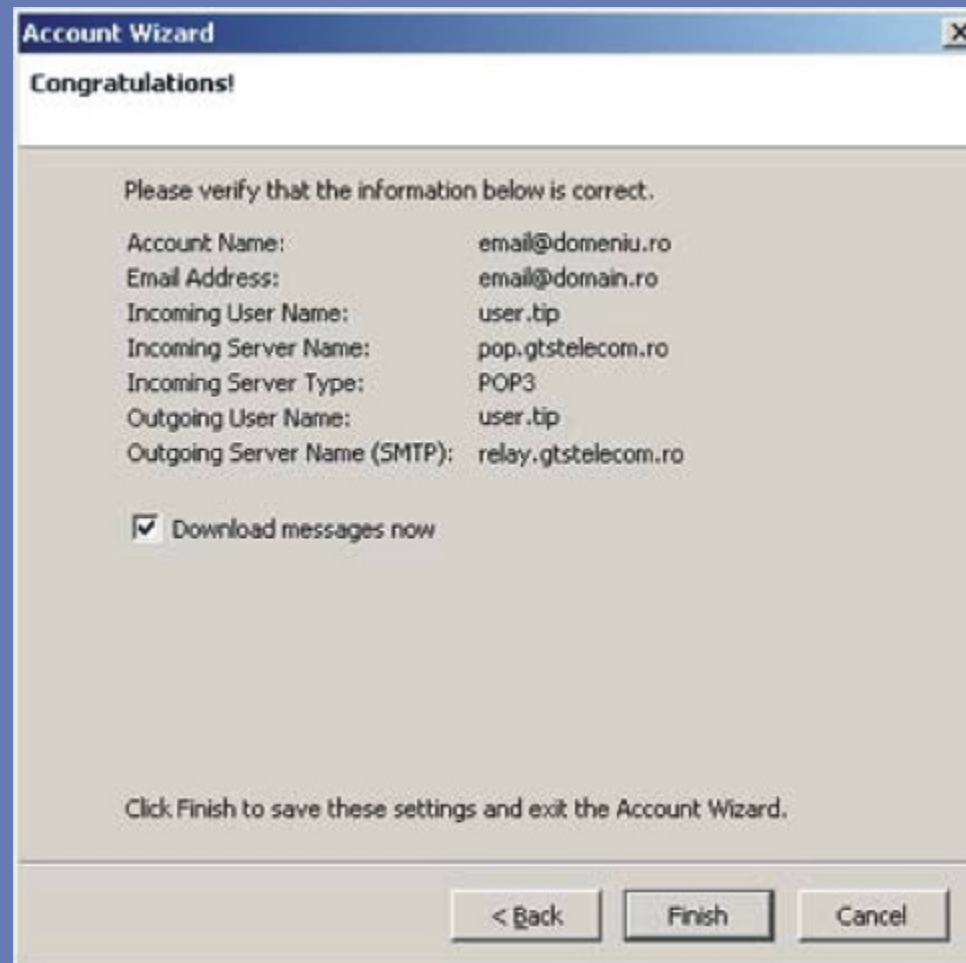 Account Wizard
Congratulations!
Please verify that the information below is correct.
Account Name: email@domeniu.ro
Email Address: email@domain.ro
Incoming User Name: user.tip
Incoming Server Name: pop.gtstelecom.ro
Incoming Server Type: POP3
Outgoing User Name: user.tip
Outgoing Server Name (SMTP): relay.gtstelecom.ro
Download messages now
Click Finish to save these settings and exit the Account Wizard.
< Back Finish Cancel